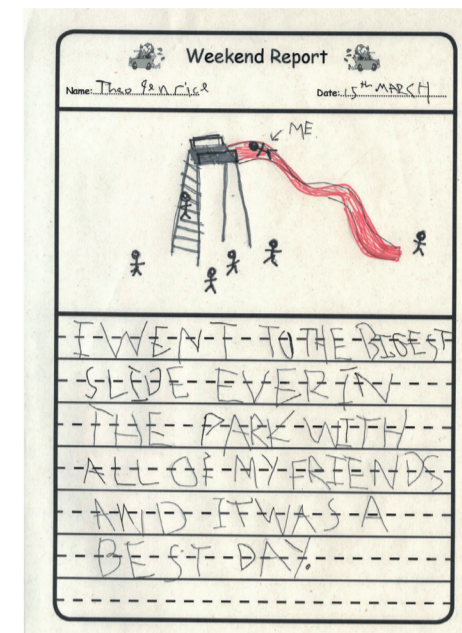 Weekend Report
Name: Theo
Date: 15th MARCH
ME
I WENT TO THE BIGEST
SLIDE EVER IN
THE PARK WITH
ALL OF MY FRIENDS
AND IT WAS A
BEST DAY.